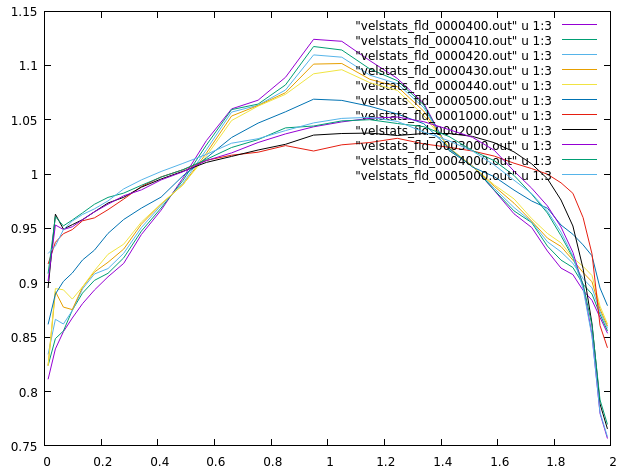 1.15
1.1
1.05
1
0.95
0.9
0.85
0.8
0.75
0 0.2 0.4 0.6 0.8 1 1.2 1.4 1.6 1.8 2
"velstats_fld_0000400.out" u 1:3
"velstats_fld_0000410.out" u 1:3
"velstats_fld_0000420.out" u 1:3
"velstats_fld_0000430.out" u 1:3
"velstats_fld_0000440.out" u 1:3
"velstats_fld_0000500.out" u 1:3
"velstats_fld_0001000.out" u 1:3
"velstats_fld_0002000.out" u 1:3
"velstats_fld_0003000.out" u 1:3
"velstats_fld_0004000.out" u 1:3
"velstats_fld_0005000.out" u 1:3